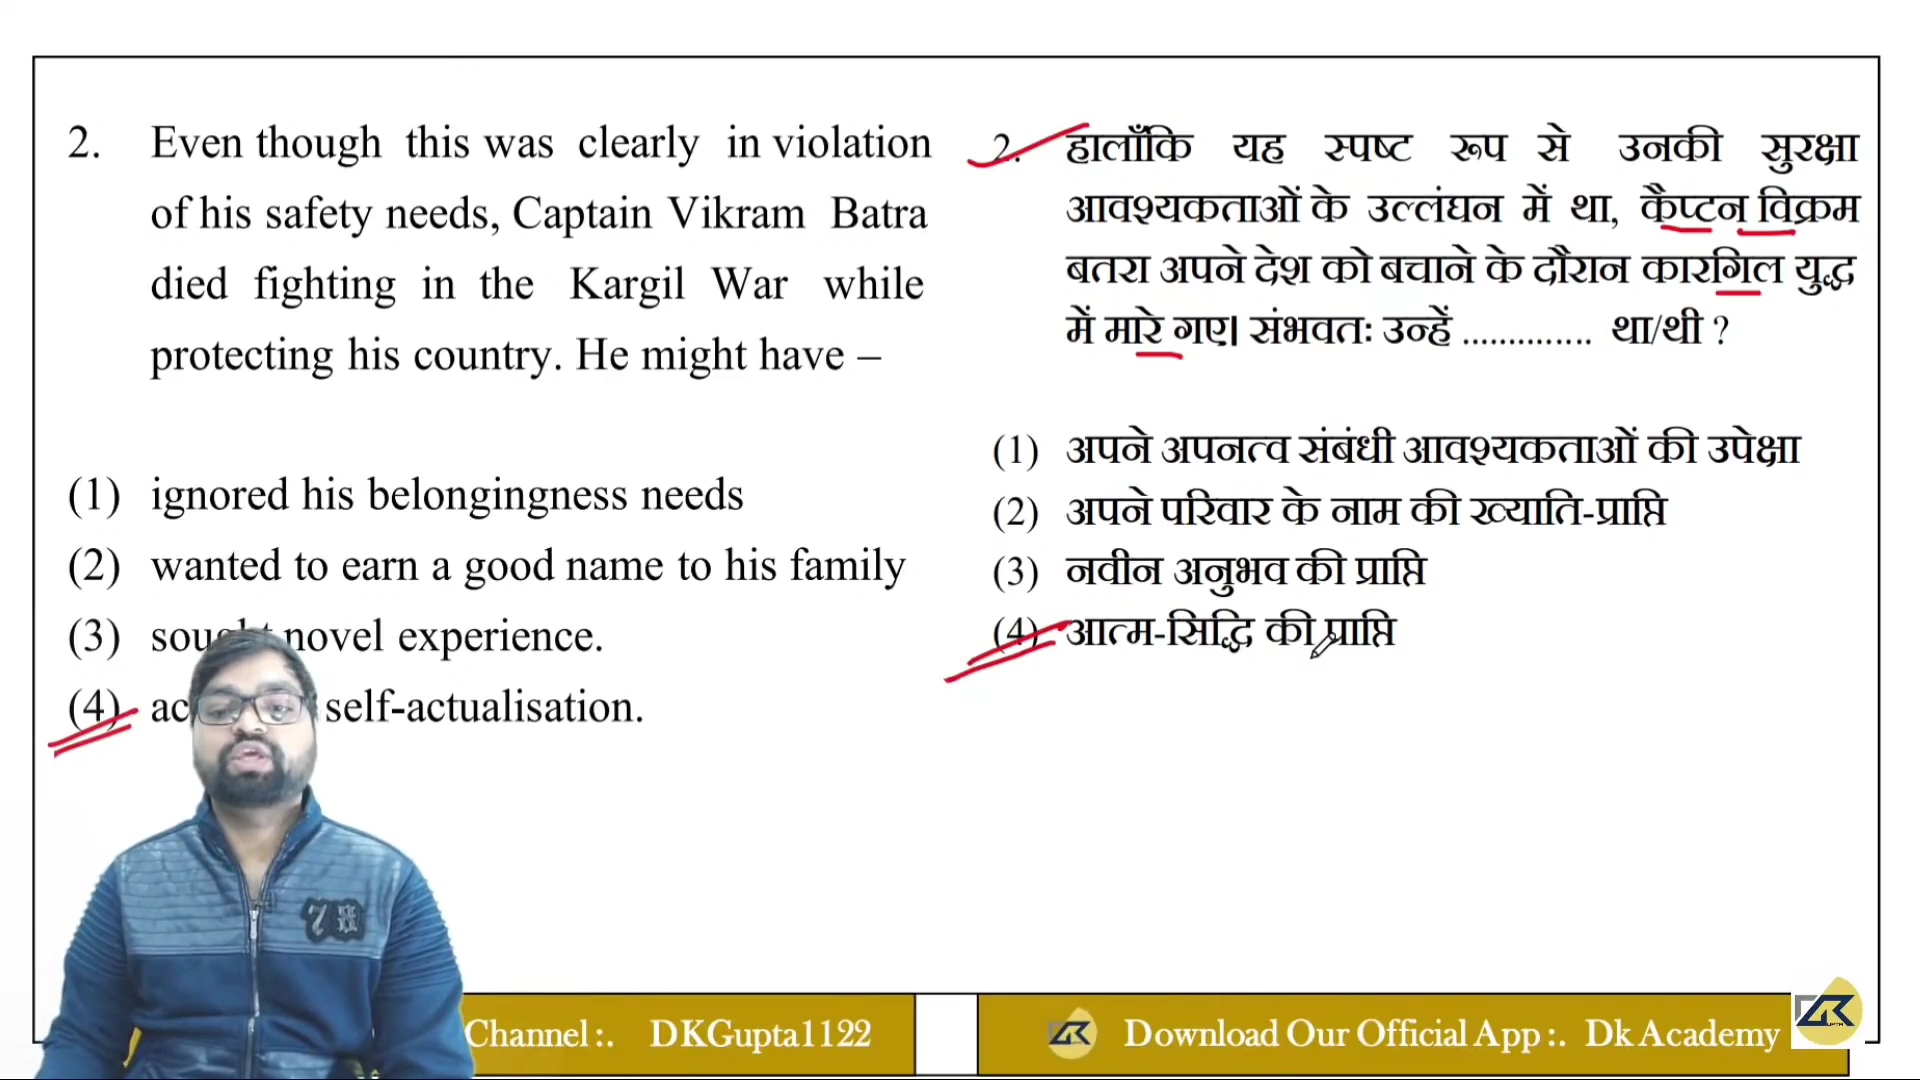 2. Even though this was clearly in violation
of his safety needs, Captain Vikram Batra
died fighting in the Kargil War while
protecting his country. He might have –
(1) ignored his belongingness needs
(2) wanted to earn a good name to his family
(3) novel experience.
(4) self-actualisation.
2. हालाँकि यह स्पष्ट रूप से उनकी सुरक्षा
आवश्यकताओं के उल्लंघन में था, कैप्टन विक्रम
बतरा अपने देश को बचाने के दौरान कारगिल युद्ध
में मारे गए। संभवतः उन्हें .............. था/थी ?
(1) अपने अपनत्व संबंधी आवश्यकताओं की उपेक्षा
(2) अपने परिवार के नाम की ख्याति-प्राप्ति
(3) नवीन अनुभव की प्राप्ति
(4) आत्म-सिद्धि की प्राप्ति
78
Channel :. DKGupta1122
Download Our Official App :. Dk Academy